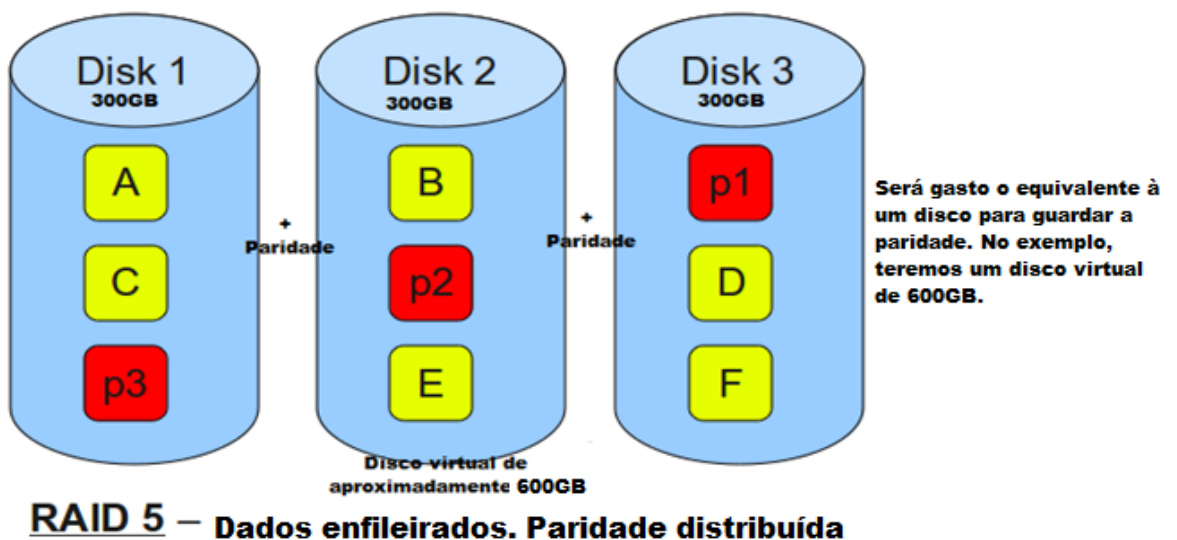 Disk 1
300GB
Disk 2
300GB
Disk 3
300GB
A
B
p1
+
Paridade
+
Paridade
C
p2
D
p3
E
F
Será gasto o equivalente à
um disco para guardar a
paridade. No exemplo,
teremos um disco virtual
de 600GB.
Disco virtual de
aproximadamente 600GB
RAID 5 – Dados enfileirados. Paridade distribuída